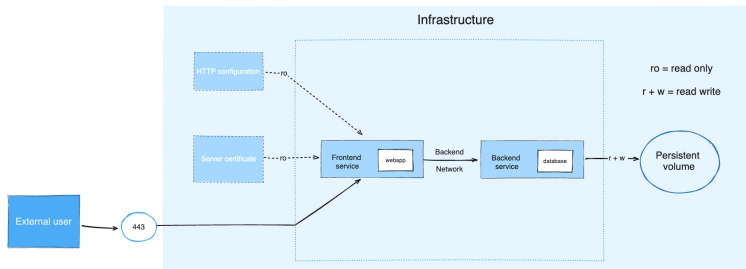 Infrastructure
HTTP configuration
ro
ro = read only
r + w = read write
Server certificate
ro
Frontend
service
webapp
Backend
Network
Backend
service
database
r + w
Persistent
volume
External user
443